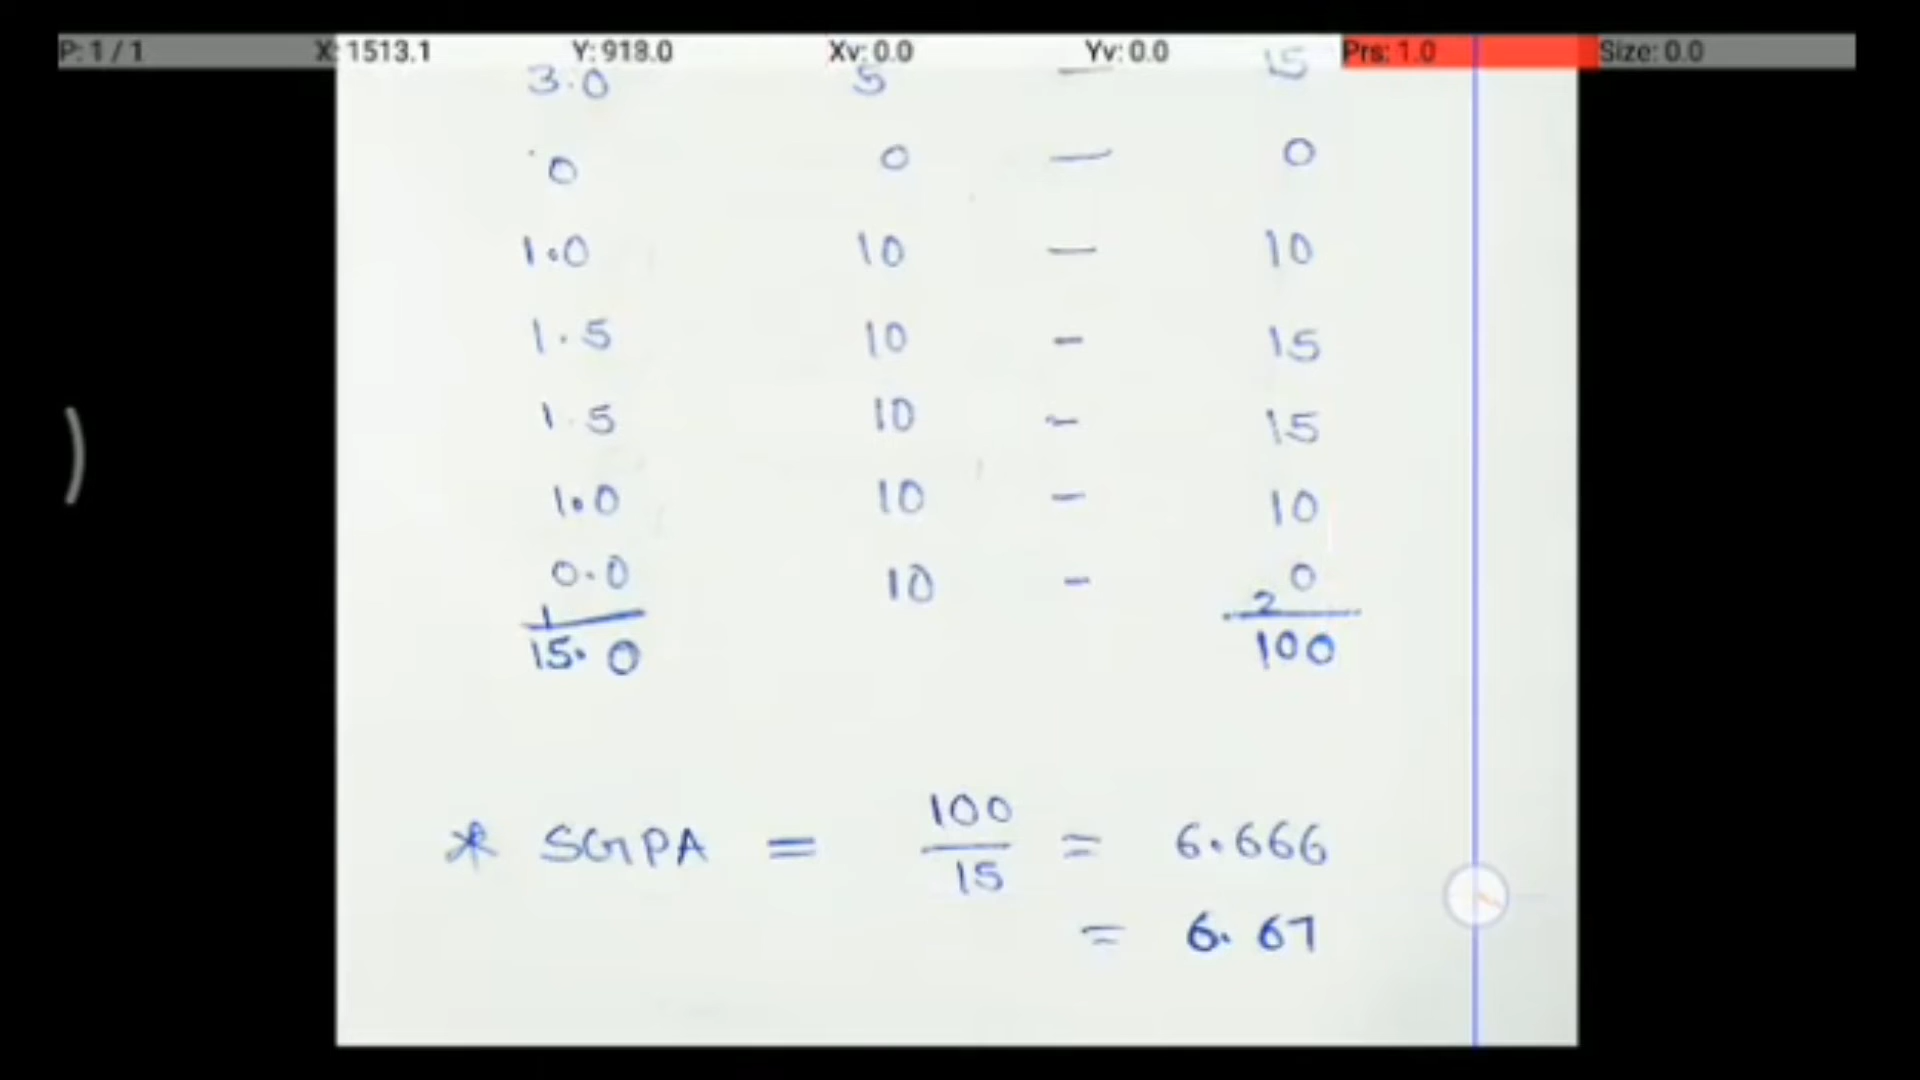 P: 1 / 1 X: 1513.1 Y: 918.0 Xv: 0.0 Yv: 0.0 Prs: 1.0 Size: 0.0
3.0 5 — 15
0 0 — 0
1.0 10 — 10
1.5 10 - 15
1.5 10 - 15
1.0 10 - 10
0.0 10 - 0
1 2
15.0 100
* SGPA = 100/15 = 6.666
= 6.67